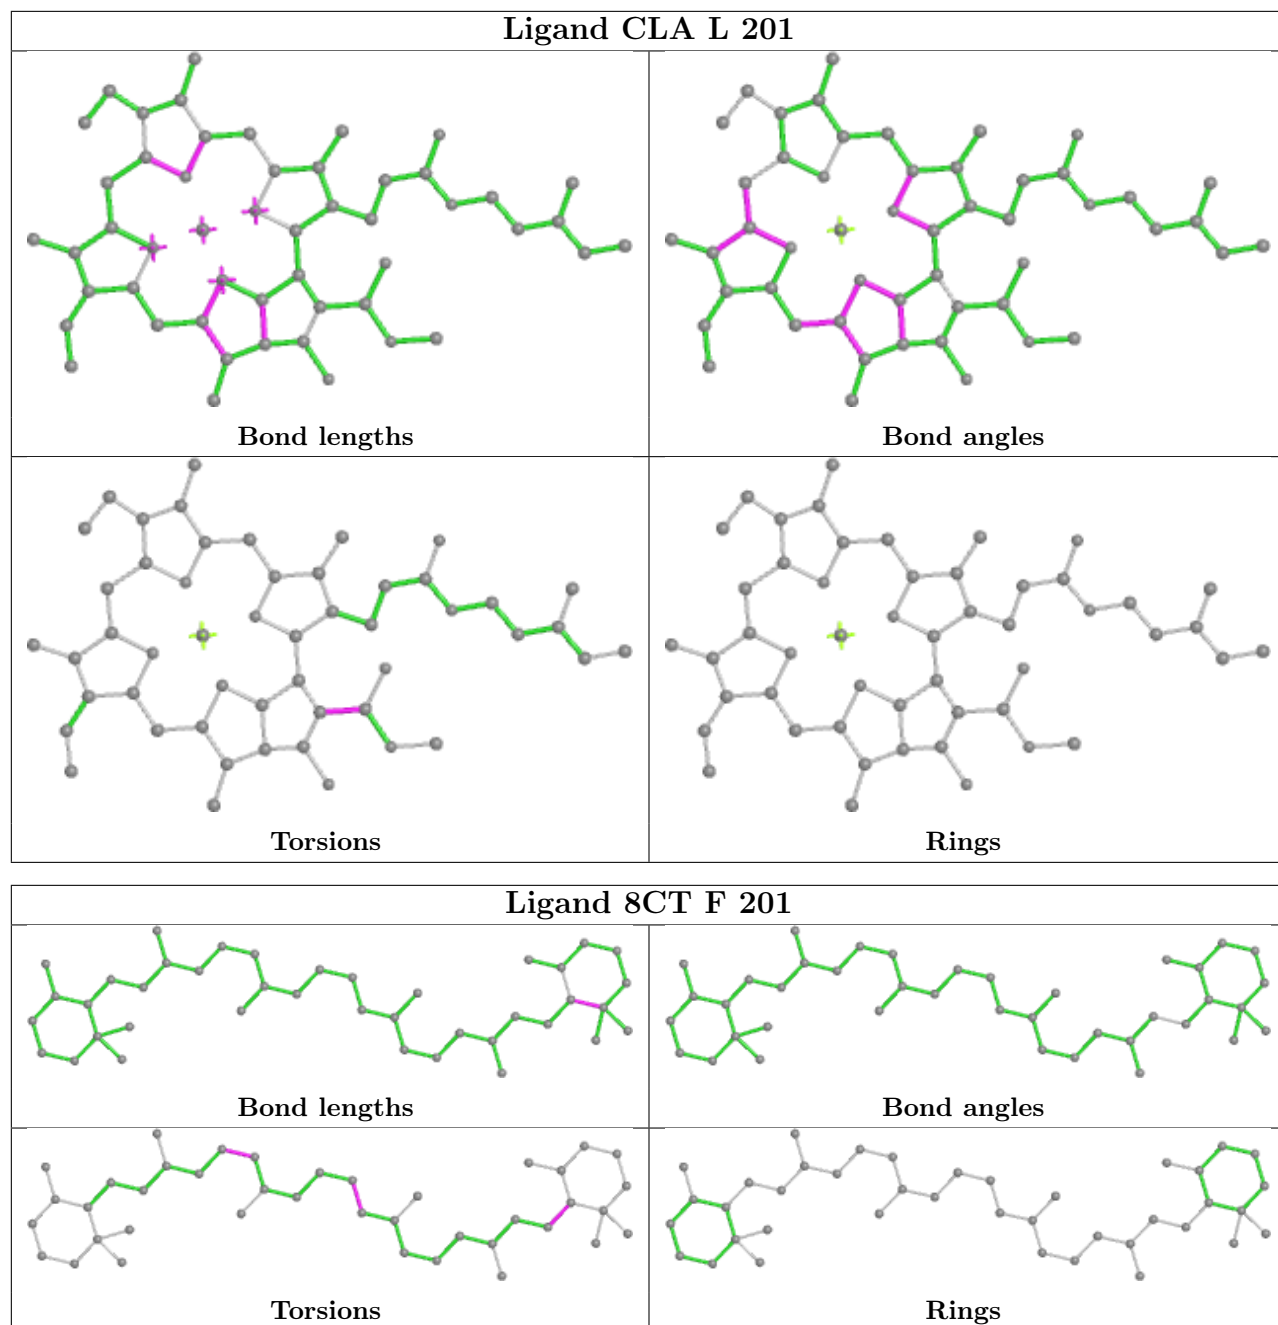 Ligand CLA L 201
Bond lengths
Bond angles
Torsions
Rings
Ligand 8CT F 201
Bond lengths
Bond angles
Torsions
Rings